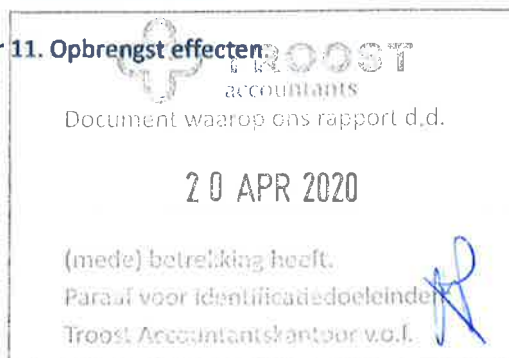 r 11. Opbrengst effecten
TROOST
accountants
Document waarop ons rapport d.d.
20 APR 2020
(mede) betrekking heeft.
Paraaf voor identificatiedoeleinden
Troost Accountantskantoor v.o.f.